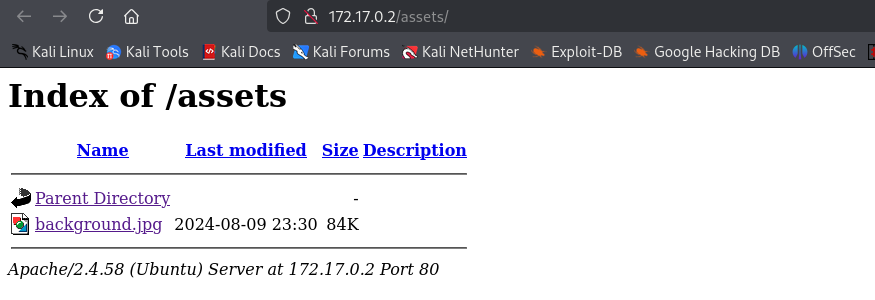 172.17.0.2/assets/
Kali Linux Kali Tools Kali Docs Kali Forums Kali NetHunter Exploit-DB Google Hacking DB OffSec
Index of /assets
Name Last modified Size Description
Parent Directory -
background.jpg 2024-08-09 23:30 84K
Apache/2.4.58 (Ubuntu) Server at 172.17.0.2 Port 80